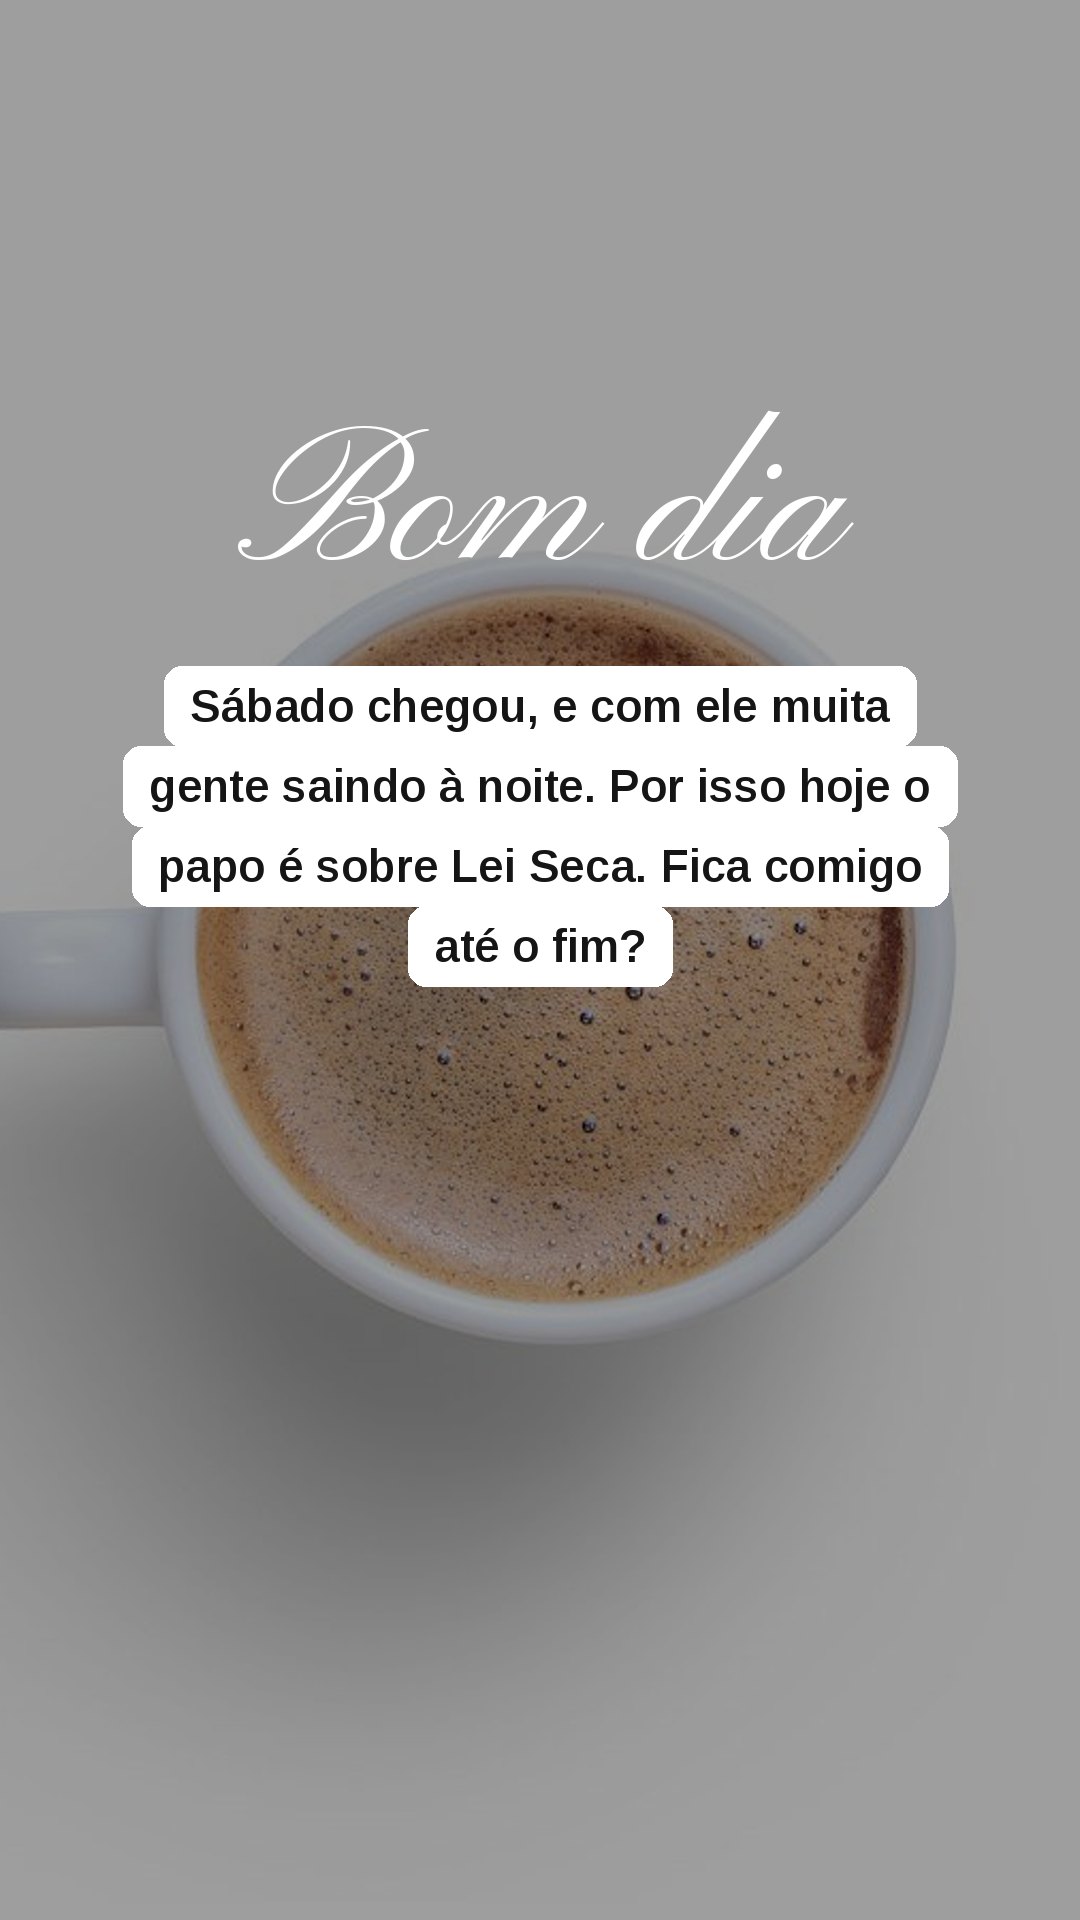 Bom dia
Sábado chegou, e com ele muita
gente saindo à noite. Por isso hoje o
papo é sobre Lei Seca. Fica comigo
até o fim?